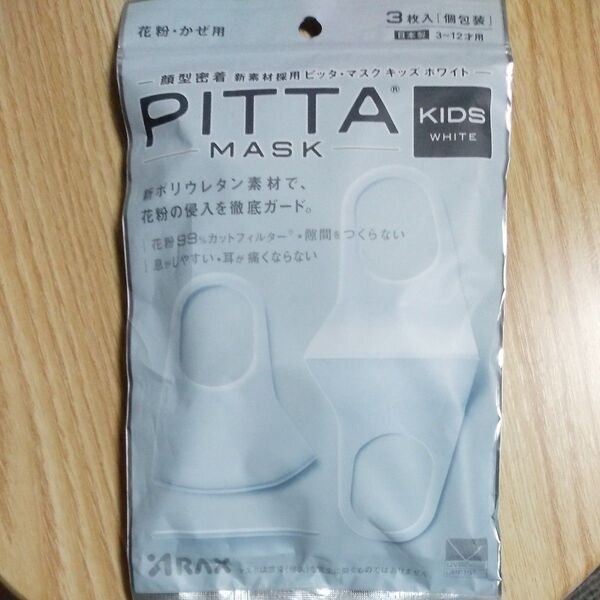 花粉・かぜ用
3枚入[個包装]
日本製 3~12才用
顔型密着 新素材採用 ピッタ・マスク キッズ ホワイト
PITTA®
MASK
KIDS
WHITE
新ポリウレタン素材で、
花粉の侵入を徹底ガード。
花粉99%カットフィルター※・隙間をつくらない
息がしやすい・耳が痛くならない
ARAX